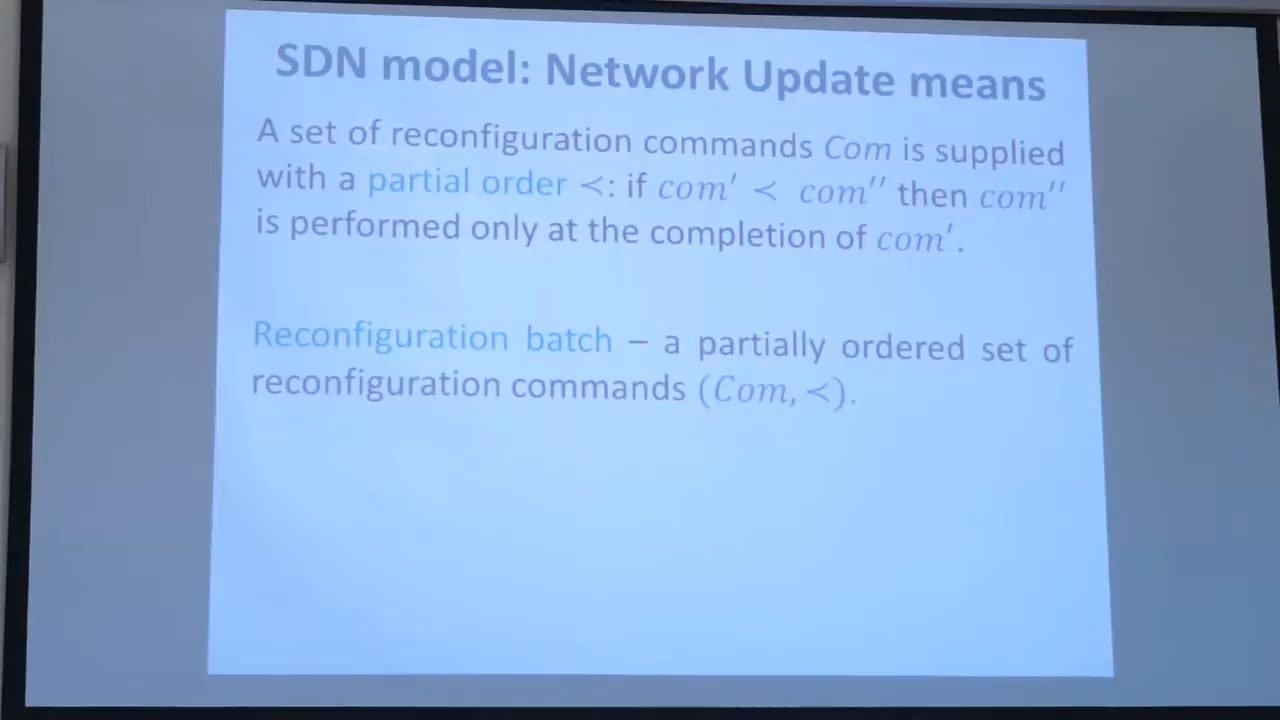 SDN model: Network Update means
A set of reconfiguration commands Com is supplied
with a partial order ≺: if com′ ≺ com′′ then com′′
is performed only at the completion of com′.
Reconfiguration batch – a partially ordered set of
reconfiguration commands (Com, ≺).